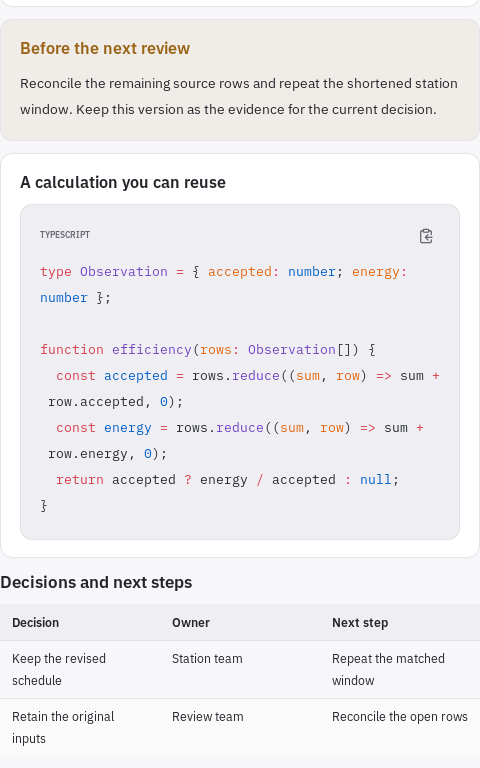 Before the next review
Reconcile the remaining source rows and repeat the shortened station
window. Keep this version as the evidence for the current decision.
A calculation you can reuse
TYPESCRIPT
type Observation = { accepted: number; energy:
number };
function efficiency(rows: Observation[]) {
  const accepted = rows.reduce((sum, row) => sum +
 row.accepted, 0);
  const energy = rows.reduce((sum, row) => sum +
 row.energy, 0);
  return accepted ? energy / accepted : null;
}
Decisions and next steps
Decision Owner Next step
Keep the revised Station team Repeat the matched
schedule window
Retain the original Review team Reconcile the open rows
inputs